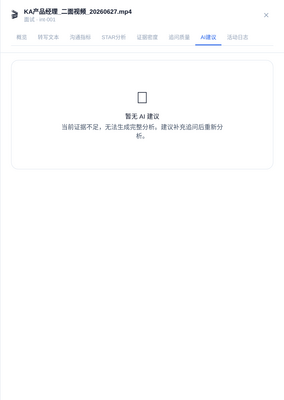 KA产品经理_二面视频_20260627.mp4
面试 · int-001
概览 转写文本 沟通指标 STAR分析 证据密度 追问质量 AI建议 活动日志
暂无 AI 建议
当前证据不足，无法生成完整分析。建议补充追问后重新分
析。